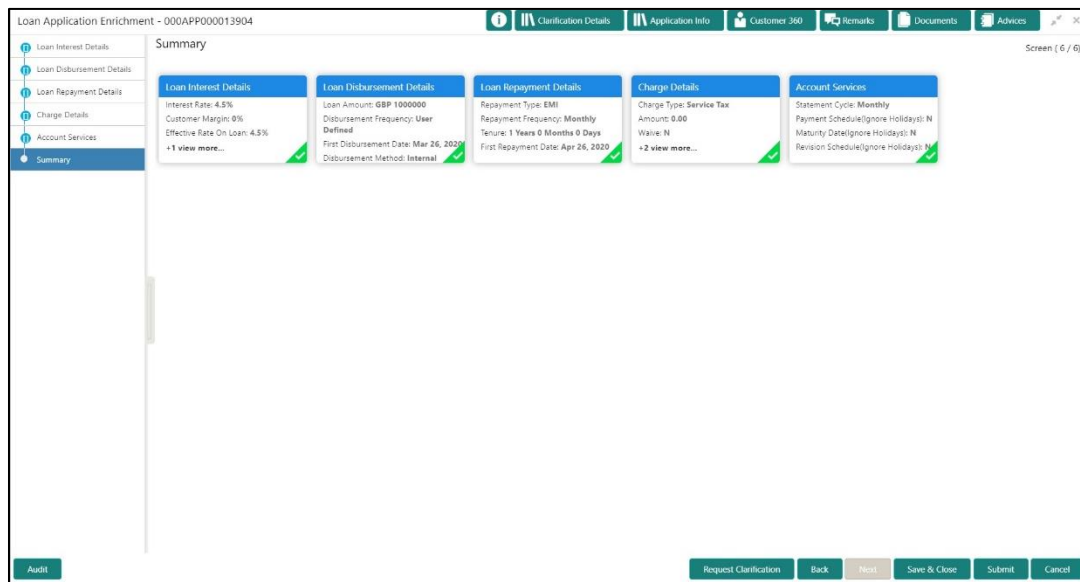 Loan Application Enrichment - 000APP000013904
Clarification Details
Application Info
Customer 360
Remarks
Documents
Advices
Loan Interest Details
Loan Disbursement Details
Loan Repayment Details
Charge Details
Account Services
Summary
Summary
Screen ( 6 / 6)
Loan Interest Details
Interest Rate: 4.5%
Customer Margin: 0%
Effective Rate On Loan: 4.5%
+1 view more...
Loan Disbursement Details
Loan Amount: GBP 1000000
Disbursement Frequency: User
Defined
First Disbursement Date: Mar 26, 2020
Disbursement Method: Internal
Loan Repayment Details
Repayment Type: EMI
Repayment Frequency: Monthly
Tenure: 1 Years 0 Months 0 Days
First Repayment Date: Apr 26, 2020
Charge Details
Charge Type: Service Tax
Amount: 0.00
Waive: N
+2 view more...
Account Services
Statement Cycle: Monthly
Payment Schedule(Ignore Holidays): N
Maturity Date(Ignore Holidays): N
Revision Schedule(Ignore Holidays): N
Audit
Request Clarification
Back
Next
Save & Close
Submit
Cancel